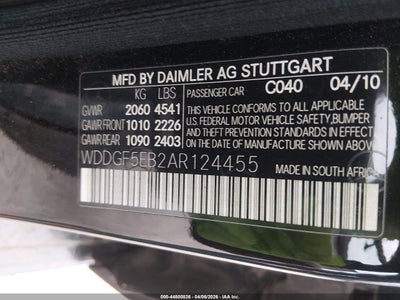 MFD BY DAIMLER AG STUTTGART
KG LBS PASSENGER CAR C040 04/10
GVWR 2060 4541 THIS VEHICLE CONFORMS TO ALL
GAWR FRONT 1010 2226 APPLICABLE U.S. FEDERAL MOTOR VEHICLE SAFETY, BUMPER,
GAWR REAR 1090 2403 AND THEFT PREVENTION STANDARDS IN EFFECT ON THE DATE OF MANUFACTURE SHOWN ABOVE.
WDDGF5EB2AR124455 MADE IN SOUTH AFRICA
000-44800026 - 04/06/2026 - IAA Inc.